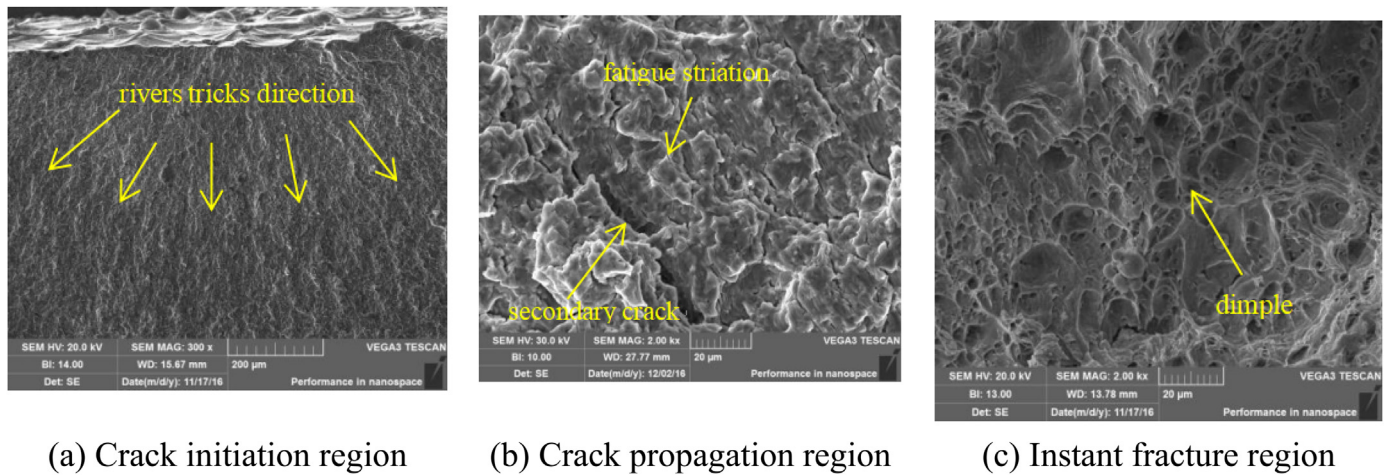 rivers tricks direction
SEM HV: 20.0 kV SEM MAG: 300 x VEGA3 TESCAN
BI: 14.00 WD: 15.67 mm 200 µm
Det: SE Date(m/d/y): 11/17/16 Performance in nanospace
(a) Crack initiation region
fatigue striation
secondary crack
SEM HV: 30.0 kV SEM MAG: 2.00 kx VEGA3 TESCAN
BI: 10.00 WD: 27.77 mm 20 µm
Det: SE Date(m/d/y): 12/02/16 Performance in nanospace
(b) Crack propagation region
dimple
SEM HV: 20.0 kV SEM MAG: 2.00 kx VEGA3 TESCAN
BI: 13.00 WD: 13.78 mm 20 µm
Det: SE Date(m/d/y): 11/17/16 Performance in nanospace
(c) Instant fracture region